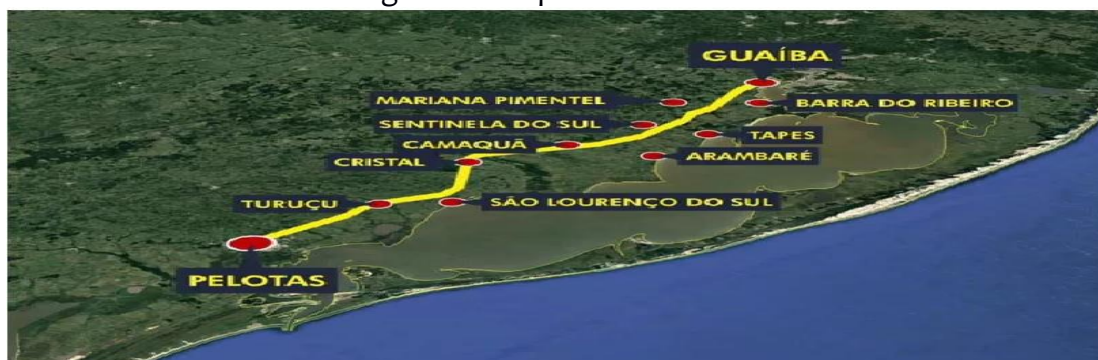 GUAÍBA
MARIANA PIMENTEL
BARRA DO RIBEIRO
SENTINELA DO SUL
TAPES
CAMAQUÃ
CRISTAL
ARAMBARÉ
TURUÇU
SÃO LOURENÇO DO SUL
PELOTAS